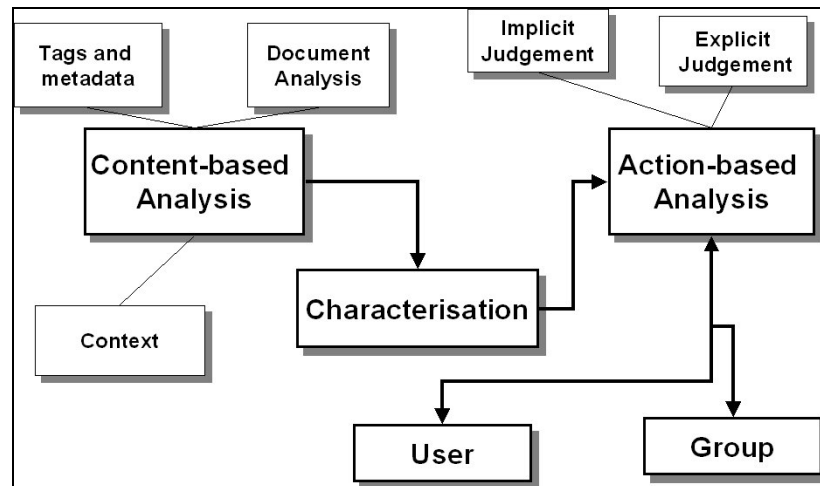 Tags and
metadata
Document
Analysis
Implicit
Judgement
Explicit
Judgement
Content-based
Analysis
Action-based
Analysis
Characterisation
Context
User
Group